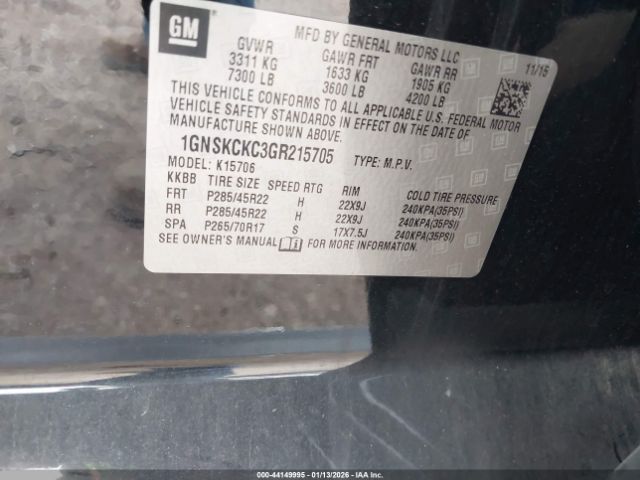 GM
MFD BY GENERAL MOTORS LLC
GVWR GAWR FRT GAWR RR 11/15
3311 KG 1633 KG 1905 KG
7300 LB 3600 LB 4200 LB
THIS VEHICLE CONFORMS TO ALL APPLICABLE U.S. FEDERAL MOTOR
VEHICLE SAFETY STANDARDS IN EFFECT ON THE DATE OF
MANUFACTURE SHOWN ABOVE.
1GNSKCKC3GR215705 TYPE: M.P.V.
MODEL: K15706
KKBB TIRE SIZE SPEED RTG RIM COLD TIRE PRESSURE
FRT P285/45R22 H 22X9J 240KPA(35PSI)
RR P285/45R22 H 22X9J 240KPA(35PSI)
SPA P265/70R17 S 17X7.5J 240KPA(35PSI)
SEE OWNER'S MANUAL FOR MORE INFORMATION.
000-44149995 - 01/13/2026 - IAA Inc.